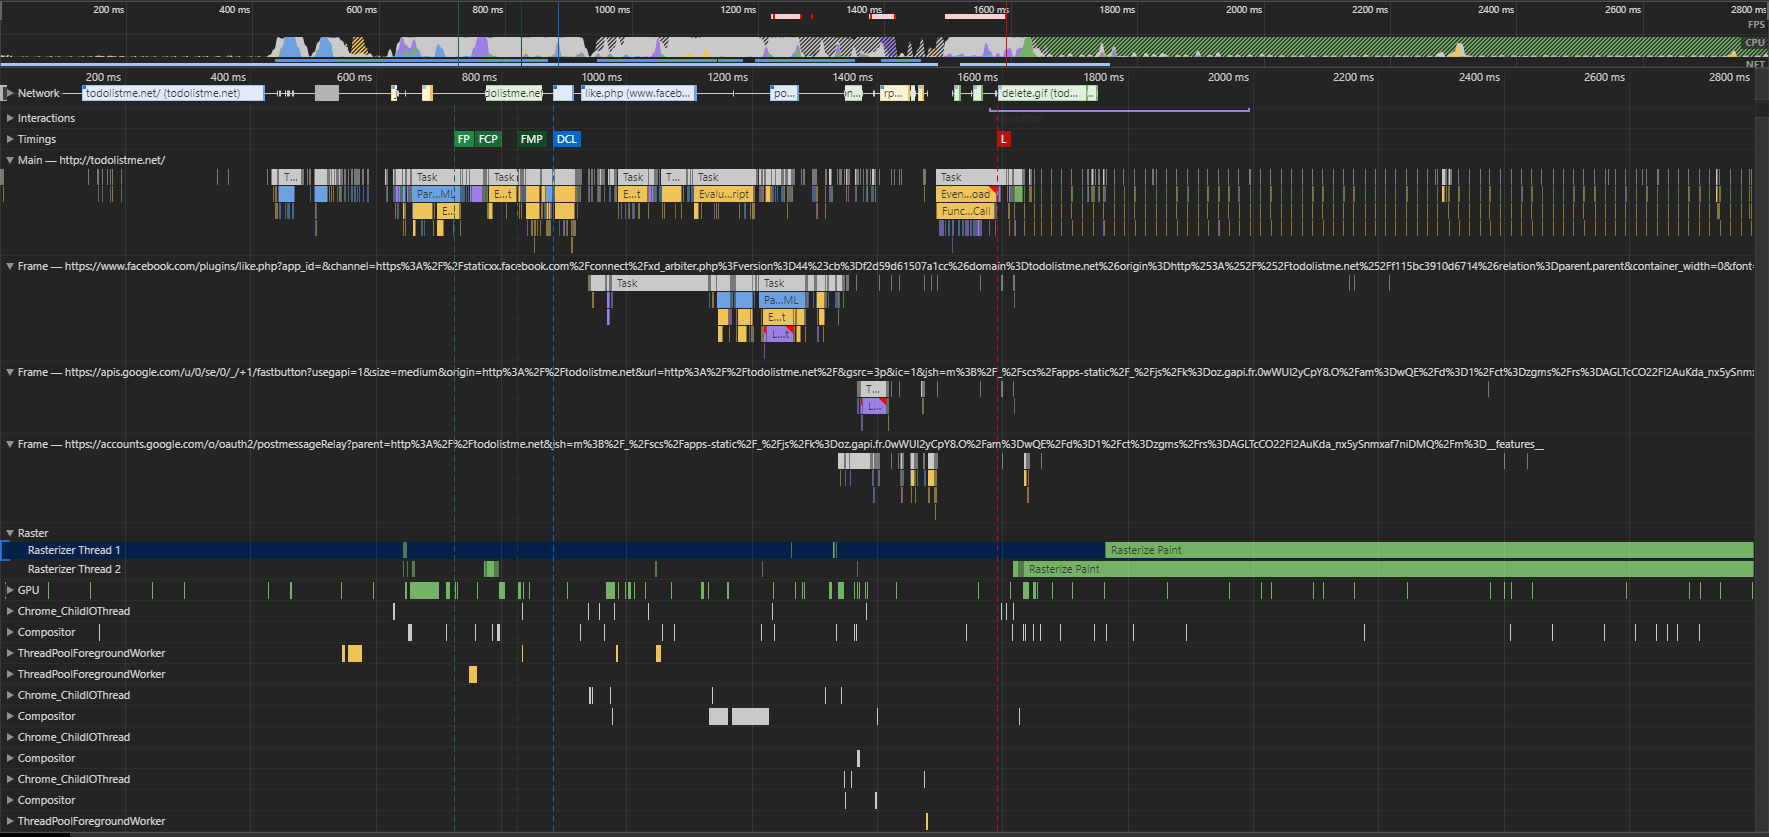 200 ms 400 ms 600 ms 800 ms 1000 ms 1200 ms 1400 ms 1600 ms 1800 ms 2000 ms 2200 ms 2400 ms 2600 ms 2800 ms
FPS
CPU
NET
200 ms 400 ms 600 ms 800 ms 1000 ms 1200 ms 1400 ms 1600 ms 1800 ms 2000 ms 2200 ms 2400 ms 2600 ms 2800 ms
Network todolistme.net/ (todolistme.net) dolistme.ne like.php (www.faceb... po... n... rp... delete.gif (tod... ...
Interactions Animation
Timings FP FCP FMP DCL L
Main — http://todolistme.net/
T... Task Task Task T... Task Task
Par...ML E...t E...t Evalu...ript Even...oad
E... Func...Call
Frame — https://www.facebook.com/plugins/like.php?app_id=&channel=https%3A%2F%2Fstaticxx.facebook.com%2Fconnect%2Fxd_arbiter.php%3Fversion%3D44%23cb%3Df2d59d61507a1cc%26domain%3Dtodolistme.net%26origin%3Dhttp%253A%252F%252Ftodolistme.net%252Ff115bc3910d6714%26relation%3Dparent.parent&container_width=0&font=
Task Task
Pa...ML
E...t
L...t
Frame — https://apis.google.com/u/0/se/0/_/+1/fastbutton?usegapi=1&size=medium&origin=http%3A%2F%2Ftodolistme.net&url=http%3A%2F%2Ftodolistme.net%2F&gsrc=3p&ic=1&jsh=m%3B%2F_%2Fscs%2Fapps-static%2F_%2Fjs%2Fk%3Doz.gapi.fr.0wWUI2yCpY8.O%2Fam%3DwQE%2Fd%3D1%2Fct%3Dzgms%2Frs%3DAGLTcCO22Fl2AuKda_nx5ySnmx
T...
L...
Frame — https://accounts.google.com/o/oauth2/postmessageRelay?parent=http%3A%2F%2Ftodolistme.net&jsh=m%3B%2F_%2Fscs%2Fapps-static%2F_%2Fjs%2Fk%3Doz.gapi.fr.0wWUI2yCpY8.O%2Fam%3DwQE%2Fd%3D1%2Fct%3Dzgms%2Frs%3DAGLTcCO22Fl2AuKda_nx5ySnmxaf7niDMQ%2Fm%3D__features__
Raster
Rasterizer Thread 1 Rasterize Paint
Rasterizer Thread 2 Rasterize Paint
GPU
Chrome_ChildIOThread
Compositor
ThreadPoolForegroundWorker
ThreadPoolForegroundWorker
Chrome_ChildIOThread
Compositor
Chrome_ChildIOThread
Compositor
Chrome_ChildIOThread
Compositor
ThreadPoolForegroundWorker